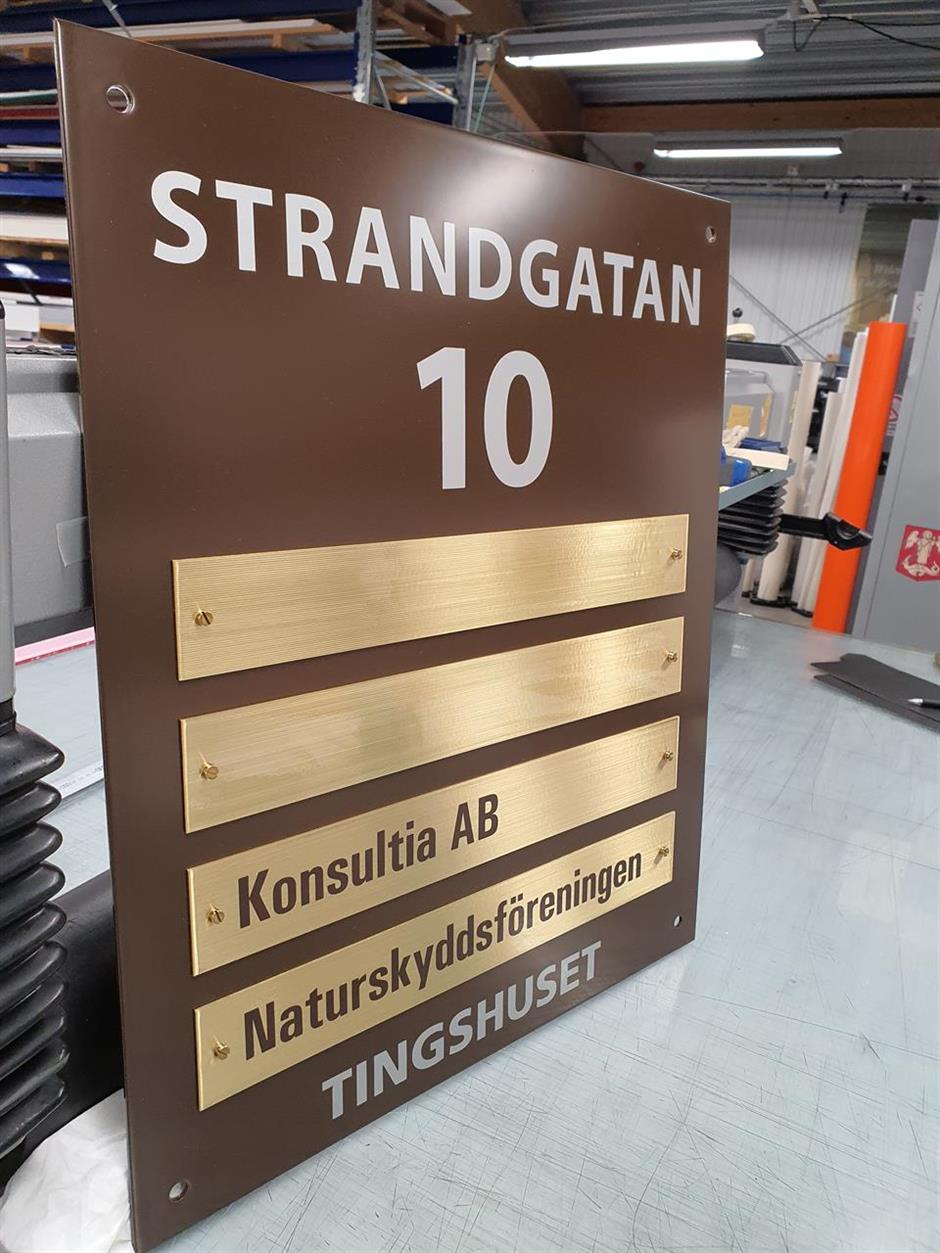 STRANDGATAN
10
Konsultia AB
Naturskyddsföreningen
TINGSHUSET